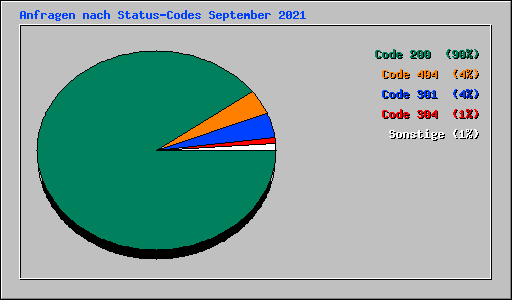 Anfragen nach Status-Codes September 2021
Code 200 (90%)
Code 404 (4%)
Code 301 (4%)
Code 304 (1%)
Sonstige (1%)